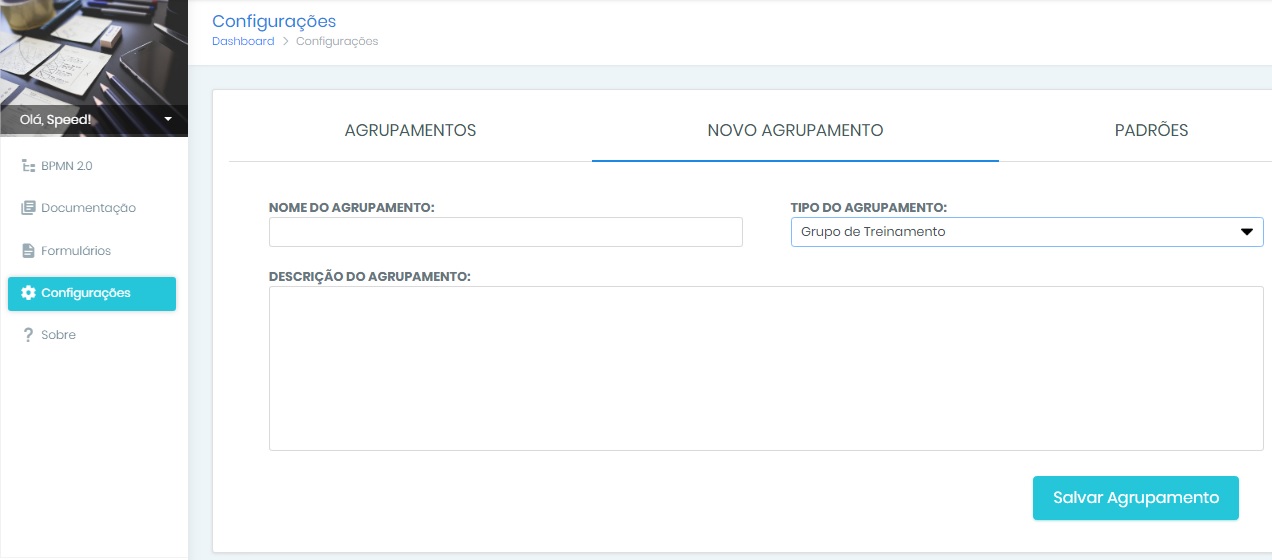 Configurações
Dashboard > Configurações
Olá, Speed!
BPMN 2.0
Documentação
Formulários
Configurações
Sobre
AGRUPAMENTOS
NOVO AGRUPAMENTO
PADRÕES
NOME DO AGRUPAMENTO:
TIPO DO AGRUPAMENTO:
Grupo de Treinamento
DESCRIÇÃO DO AGRUPAMENTO:
Salvar Agrupamento